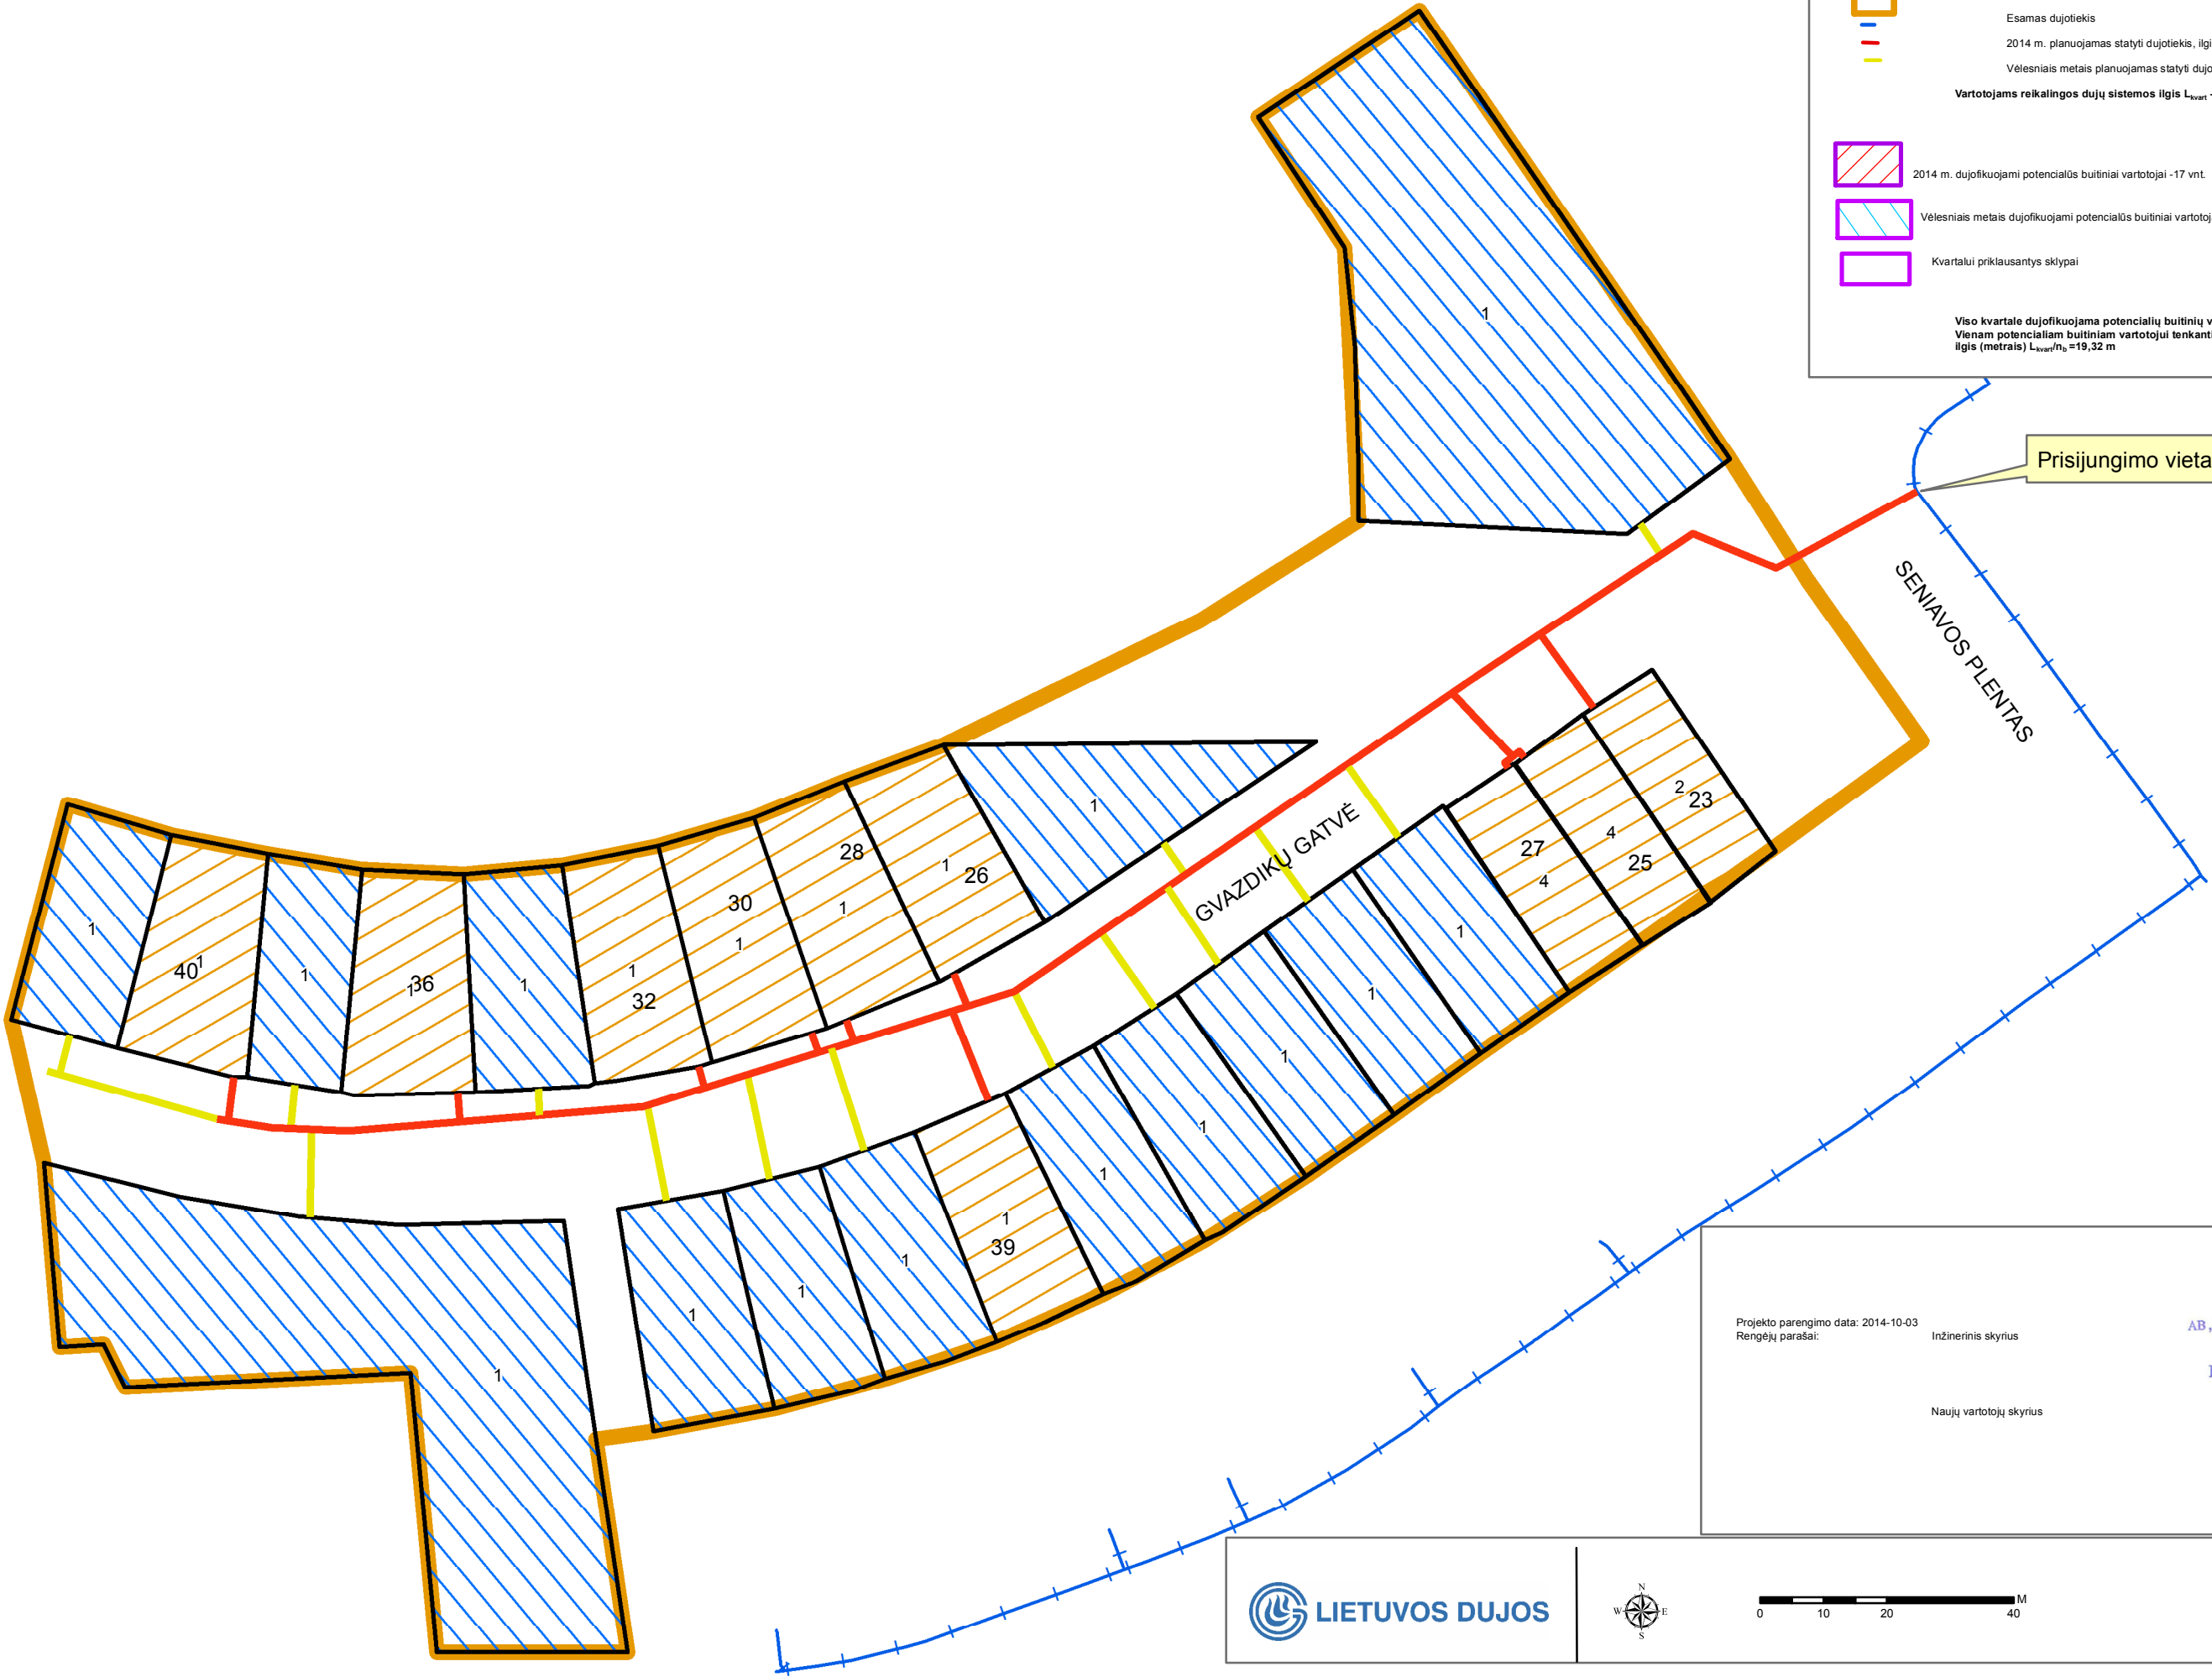 Esamas dujotiekis
2014 m. planuojamas statyti dujotiekis, ilgi
Vėlesniais metais planuojamas statyti dujo
Vartotojams reikalingos dujų sistemos ilgis Lkvart -
2014 m. dujofikuojami potencialūs buitiniai vartotojai -17 vnt.
Vėlesniais metais dujofikuojami potencialūs buitiniai vartotoj
Kvartalui priklausantys sklypai
Viso kvartale dujofikuojama potencialių buitinių v
Vienam potencialiam buitiniam vartotojui tenkanti
ilgis (metrais) Lkvart/nb =19,32 m
1
Prisijungimo vieta
SENIAVOS PLENTAS
GVAZDIKŲ GATVĖ
1
40
1
1
36
1
1
32
1
30
1
28
1
26
1
1
2
23
4
25
27
4
1
1
1
1
1
39
1
1
1
1
1
Projekto parengimo data: 2014-10-03
Rengėjų parašai:
Inžinerinis skyrius
AB,
Naujų vartotojų skyrius
LIETUVOS DUJOS
N
W E
S
0 10 20 40 M